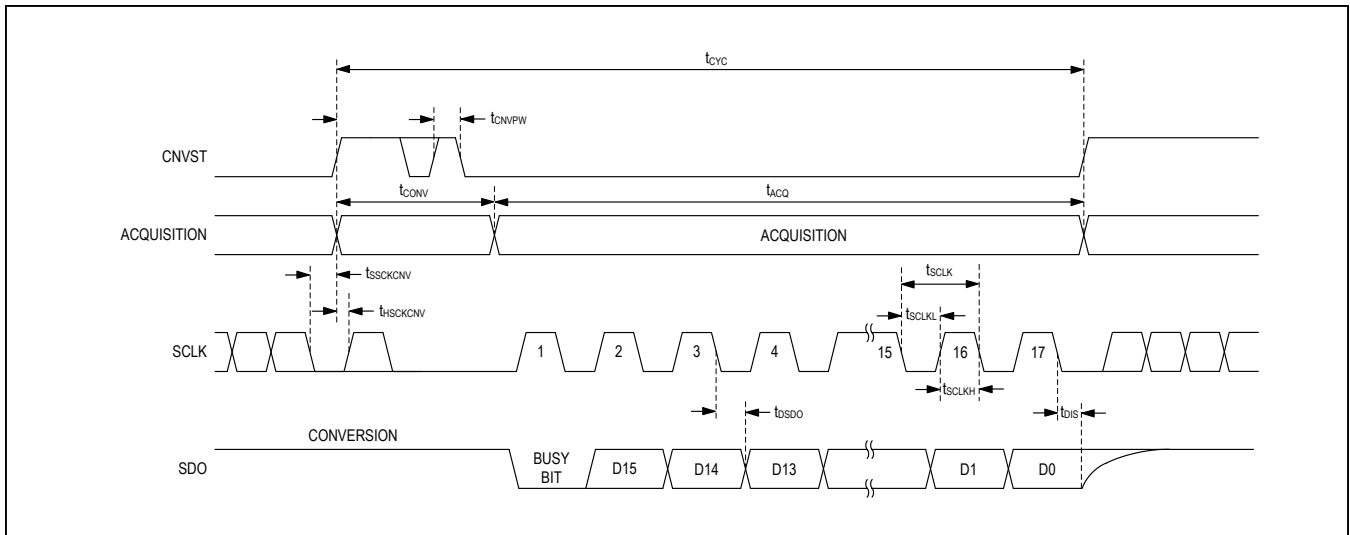 tCYC
tCNVPW
CNVST
tCONV
tACQ
ACQUISITION
ACQUISITION
tSSCKCNV
tSCLK
tHSCKCNV
tSCLKL
SCLK
1 2 3 4 15 16 17
tSCLKH
tDSDO
tDIS
CONVERSION
SDO
BUSY
BIT
D15 D14 D13 D1 D0